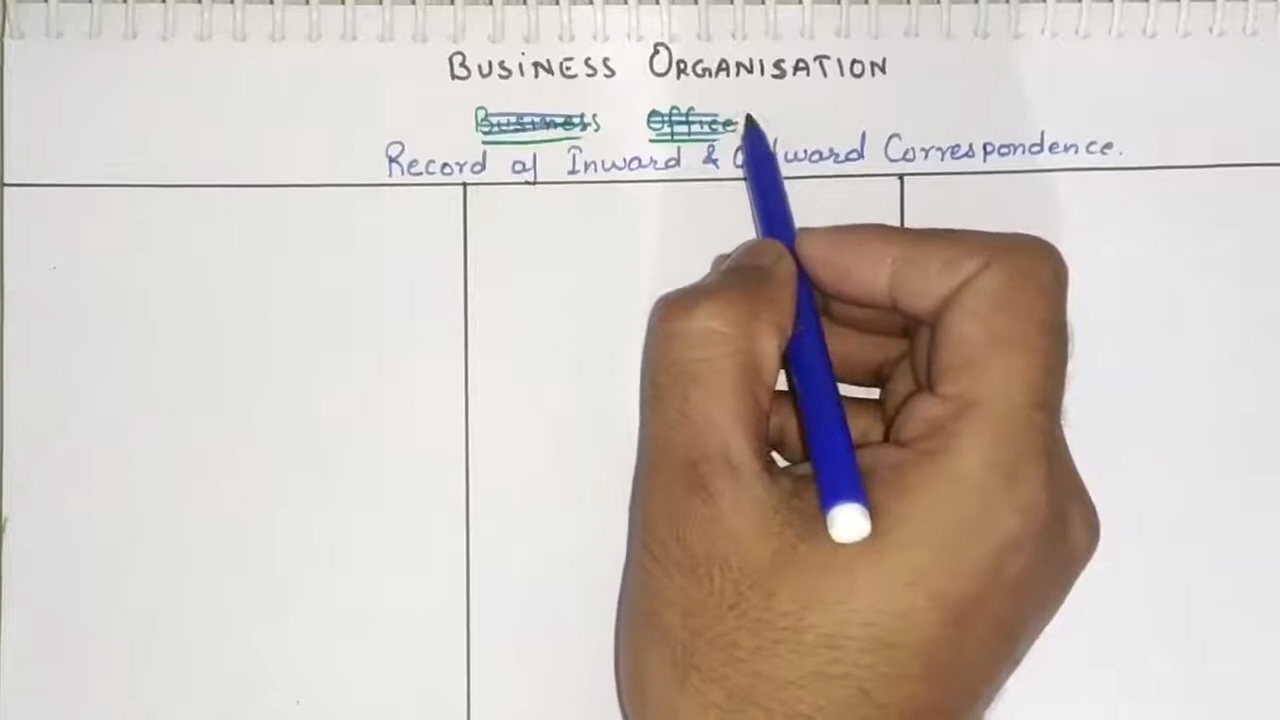 BUSINESS ORGANISATION
Business Office
Record of Inward & Correspondence.